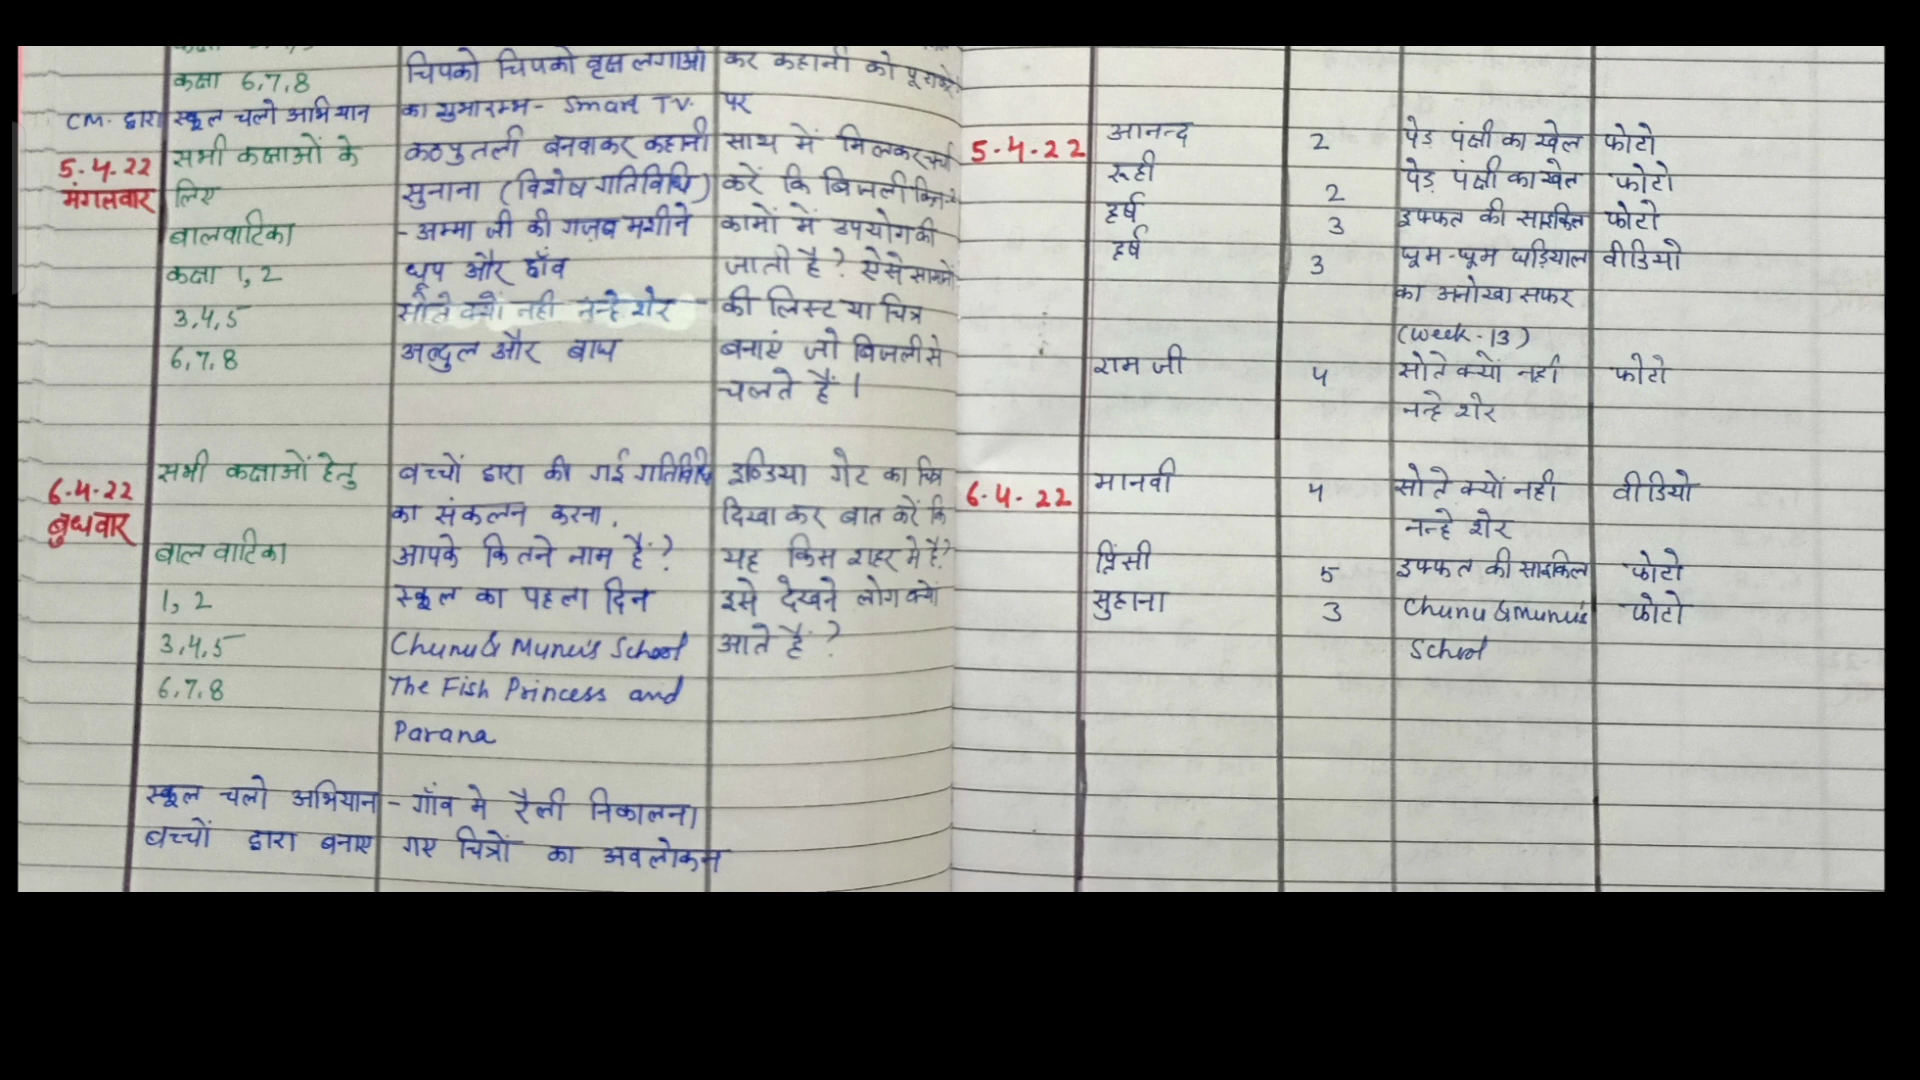 कक्षा 6,7,8 चिपको चिपको वृक्ष लगाओ कर कहानी को पूरा करें
CM. द्वारा स्कूल चलो अभियान का शुभारम्भ - Smart T.V. पर
5.4.22 सभी कक्षाओं के कठपुतली बनवाकर कहानी साथ में मिलकर चर्चा
मंगलवार लिए सुनाना (विशेष गतिविधि) करें कि बिजली किन-
बालवाटिका - अम्मा जी की गज़ब मशीने कामों में उपयोग की
कक्षा 1,2 धूप और छाँव जाती है? ऐसे सामानों
3,4,5 सोते क्यों नही नन्हे शेर - की लिस्ट या चित्र
6,7,8 अब्दुल और बाघ बनाएं जो बिजली से
चलते हैं।
6.4.22 सभी कक्षाओं हेतु बच्चों द्वारा की गई गतिविधि इण्डिया गेट का चित्र
बुधवार का संकलन करना. दिखा कर बात करें कि
बाल वाटिका आपके कितने नाम हैं? यह किस शहर मे है?
1,2 स्कूल का पहला दिन इसे देखने लोग क्यों
3,4,5 Chunu & Munu's School आते हैं?
6,7,8 The Fish Princess and
Parana
स्कूल चलो अभियान - गाँव मे रैली निकालना
बच्चों द्वारा बनाए गए चित्रों का अवलोकन
5.4.22 आनन्द 2 पेड़ पंक्षी का खेल फोटो
रूही 2 पेड़ पंक्षी का खेल फोटो
हर्ष 3 इफ्फत की साइकिल फोटो
हर्ष 3 घूम-घूम घड़ियाल वीडियो
का अनोखा सफर
(week-13)
राम जी 4 सोते क्यों नहीं फोटो
नन्हे शेर
6.4.22 मानवी 4 सोते क्यों नही वीडियो
नन्हे शेर
प्रिंसी 5 इफ्फत की साइकिल फोटो
सुहाना 3 Chunu & Munu's फोटो
School